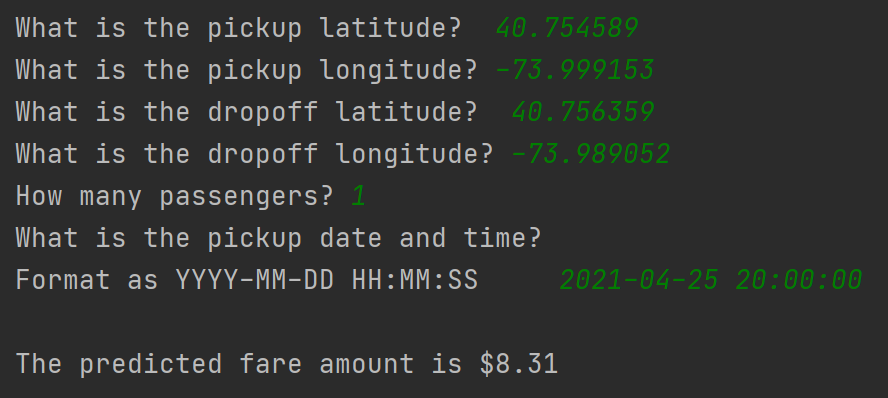 What is the pickup latitude?  40.754589
What is the pickup longitude? -73.999153
What is the dropoff latitude?  40.756359
What is the dropoff longitude? -73.989052
How many passengers? 1
What is the pickup date and time?
Format as YYYY-MM-DD HH:MM:SS     2021-04-25 20:00:00
The predicted fare amount is $8.31